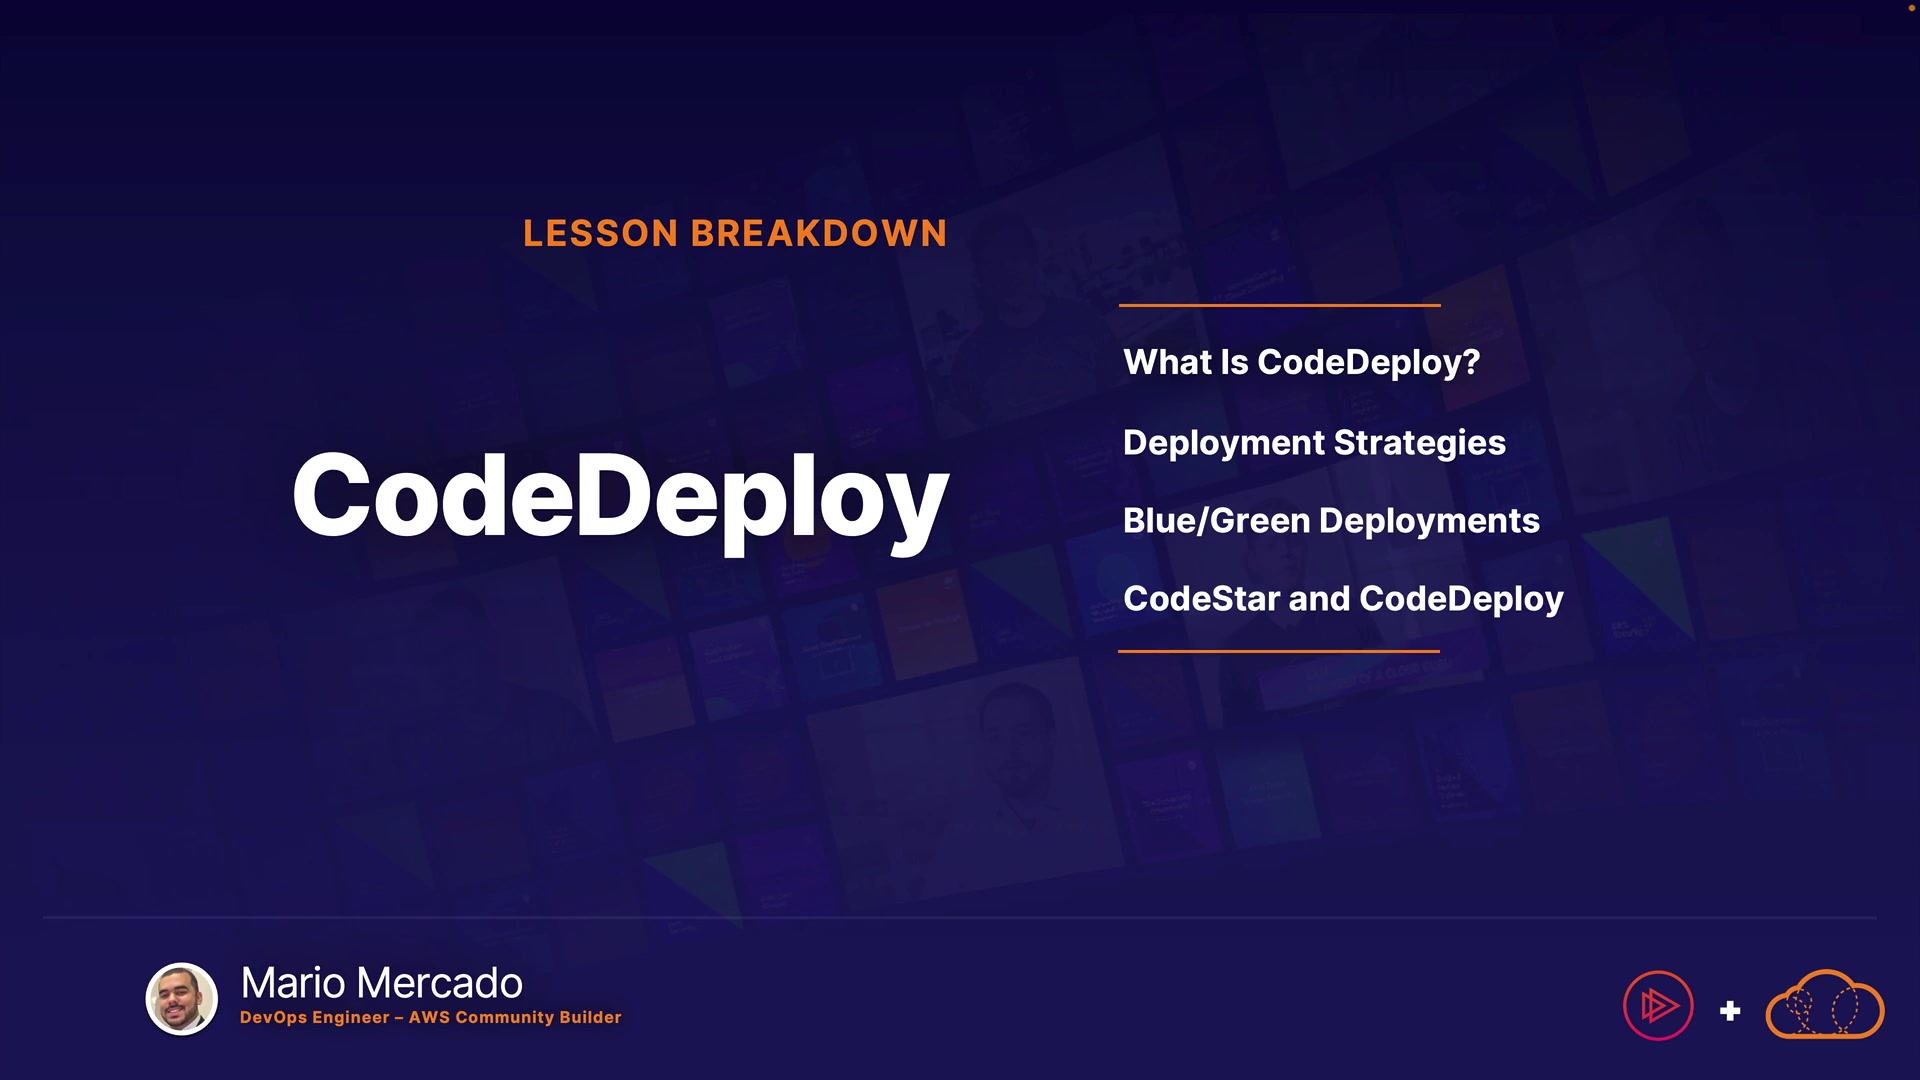 LESSON BREAKDOWN
CodeDeploy
What Is CodeDeploy?
Deployment Strategies
Blue/Green Deployments
CodeStar and CodeDeploy
Mario Mercado
DevOps Engineer – AWS Community Builder